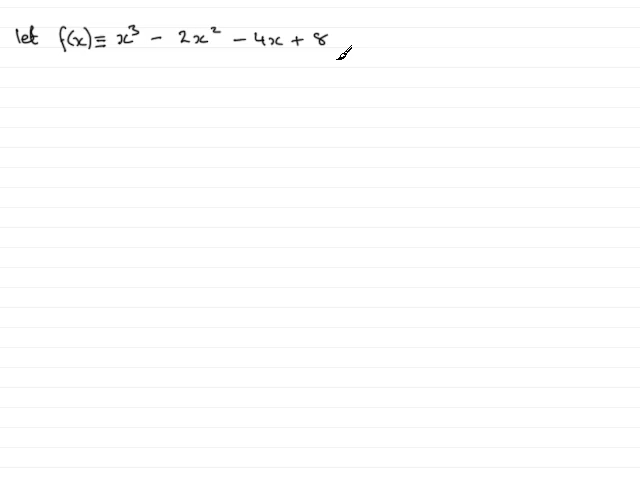 let f(x) ≡ x³ - 2x² - 4x + 8